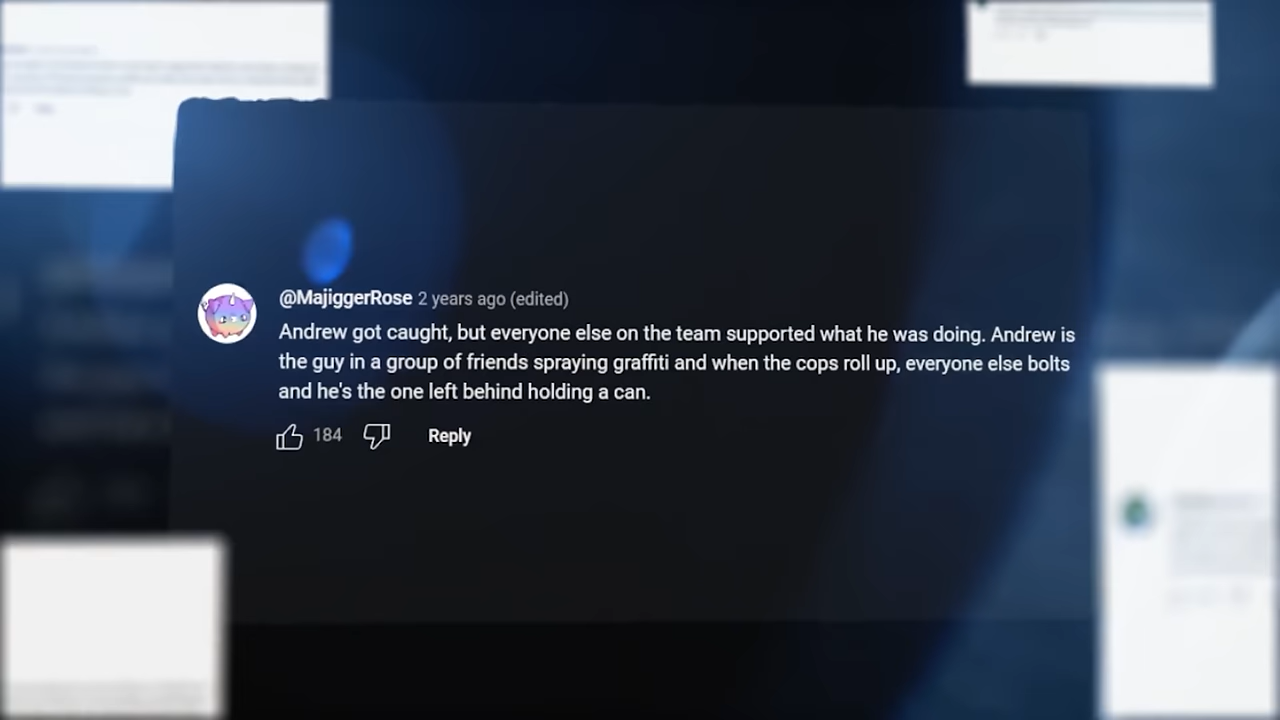 @MajiggerRose 2 years ago (edited)
Andrew got caught, but everyone else on the team supported what he was doing. Andrew is
the guy in a group of friends spraying graffiti and when the cops roll up, everyone else bolts
and he's the one left behind holding a can.
184 Reply